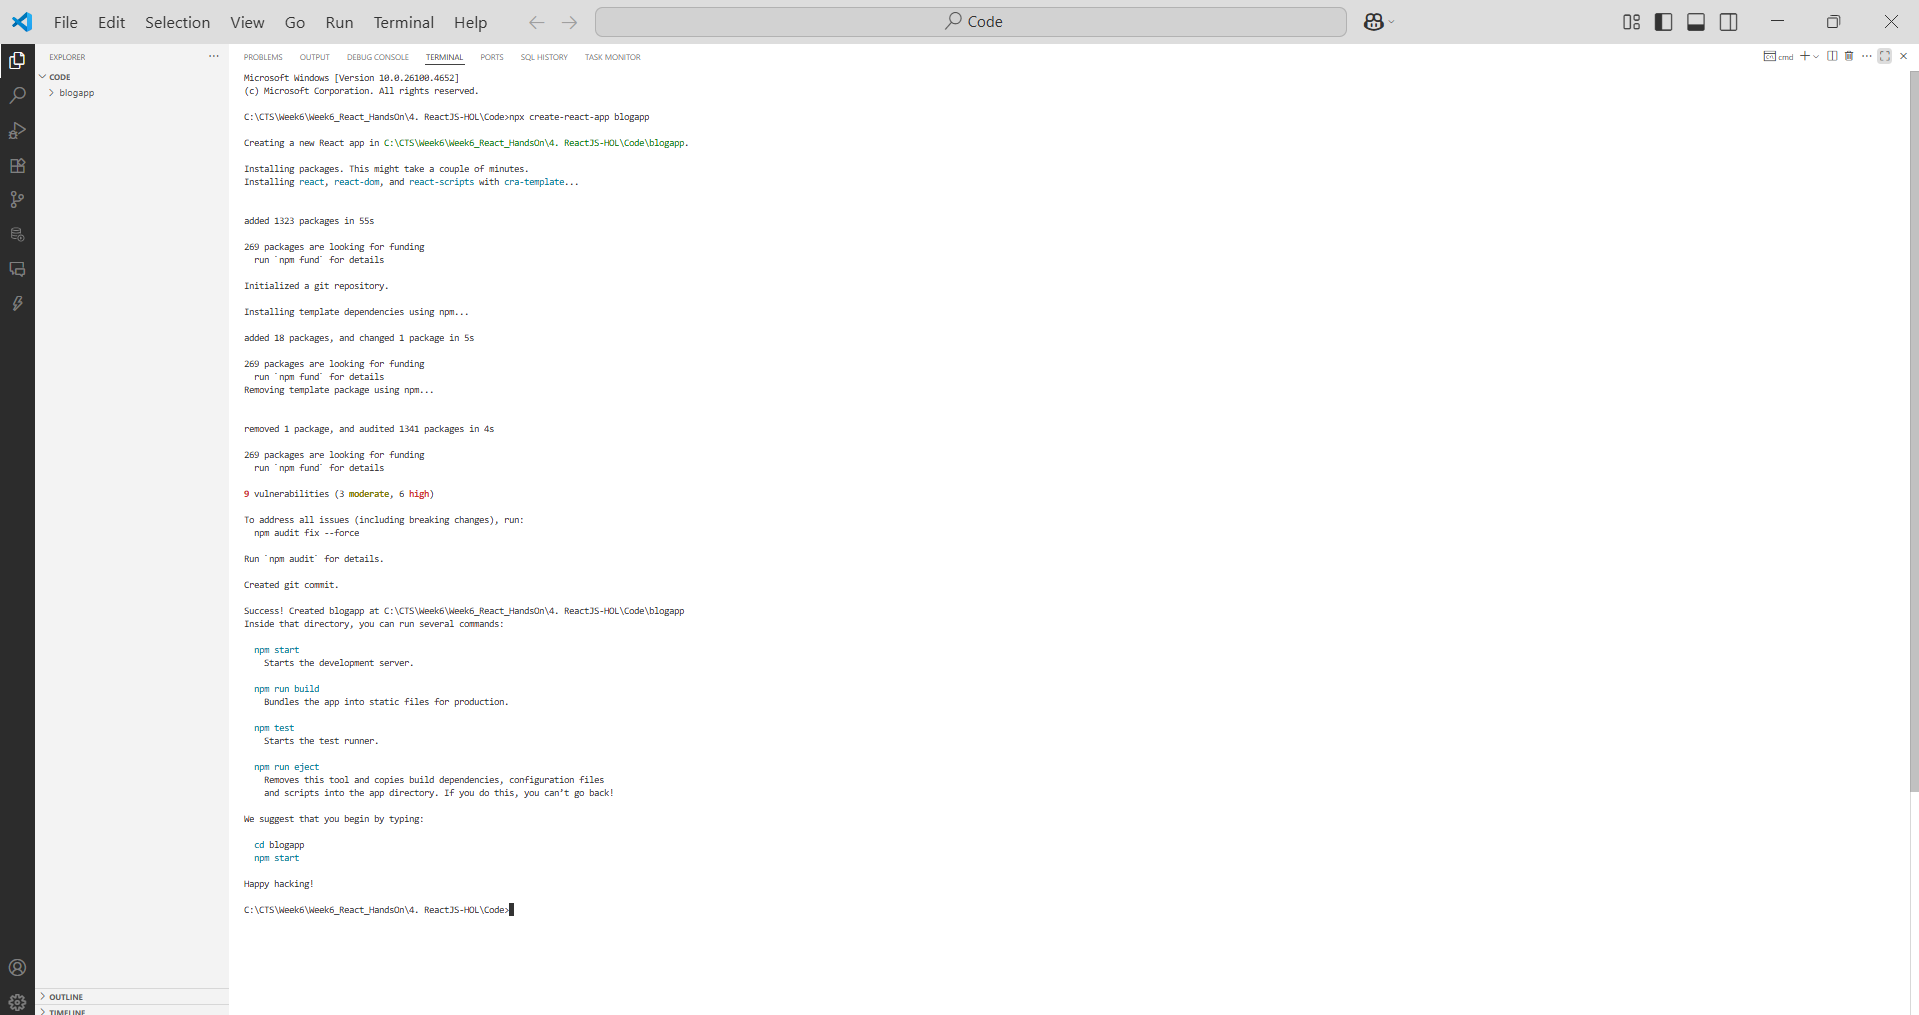 File Edit Selection View Go Run Terminal Help
Code
EXPLORER
CODE
blogapp
OUTLINE
TIMELINE
PROBLEMS OUTPUT DEBUG CONSOLE TERMINAL PORTS SQL HISTORY TASK MONITOR
cmd
Microsoft Windows [Version 10.0.26100.4652]
(c) Microsoft Corporation. All rights reserved.
C:\CTS\Week6\Week6_React_HandsOn\4. ReactJS-HOL\Code>npx create-react-app blogapp
Creating a new React app in C:\CTS\Week6\Week6_React_HandsOn\4. ReactJS-HOL\Code\blogapp.
Installing packages. This might take a couple of minutes.
Installing react, react-dom, and react-scripts with cra-template...
added 1323 packages in 55s
269 packages are looking for funding
run `npm fund` for details
Initialized a git repository.
Installing template dependencies using npm...
added 18 packages, and changed 1 package in 5s
269 packages are looking for funding
run `npm fund` for details
Removing template package using npm...
removed 1 package, and audited 1341 packages in 4s
269 packages are looking for funding
run `npm fund` for details
9 vulnerabilities (3 moderate, 6 high)
To address all issues (including breaking changes), run:
npm audit fix --force
Run `npm audit` for details.
Created git commit.
Success! Created blogapp at C:\CTS\Week6\Week6_React_HandsOn\4. ReactJS-HOL\Code\blogapp
Inside that directory, you can run several commands:
npm start
Starts the development server.
npm run build
Bundles the app into static files for production.
npm test
Starts the test runner.
npm run eject
Removes this tool and copies build dependencies, configuration files
and scripts into the app directory. If you do this, you can’t go back!
We suggest that you begin by typing:
cd blogapp
npm start
Happy hacking!
C:\CTS\Week6\Week6_React_HandsOn\4. ReactJS-HOL\Code>